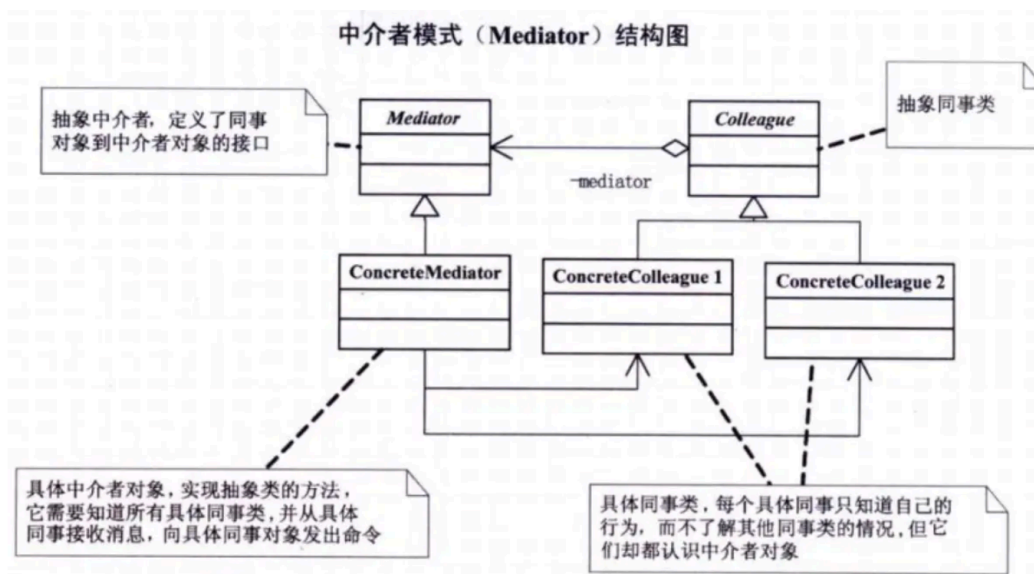 中介者模式（Mediator）结构图
抽象中介者，定义了同事
对象到中介者对象的接口
Mediator
Colleague
抽象同事类
-mediator
ConcreteMediator
ConcreteColleague 1
ConcreteColleague 2
具体中介者对象，实现抽象类的方法，
它需要知道所有具体同事类，并从具体
同事接收消息，向具体同事对象发出命令
具体同事类，每个具体同事只知道自己的
行为，而不了解其他同事类的情况，但它
们却都认识中介者对象